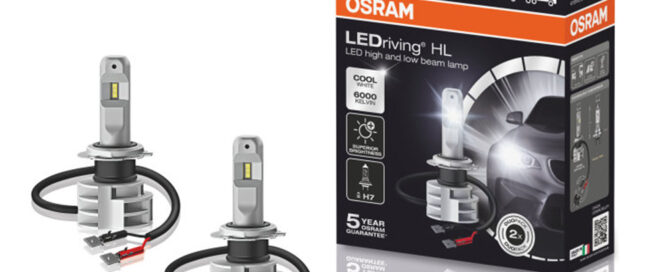 OSRAM
LEDriving® HL
LED high and low beam lamp
COOL
WHITE
6000
KELVIN
SUPERIOR
BRIGHTNESS
H7
5 YEAR
OSRAM
GUARANTEE
2x
OSRAM